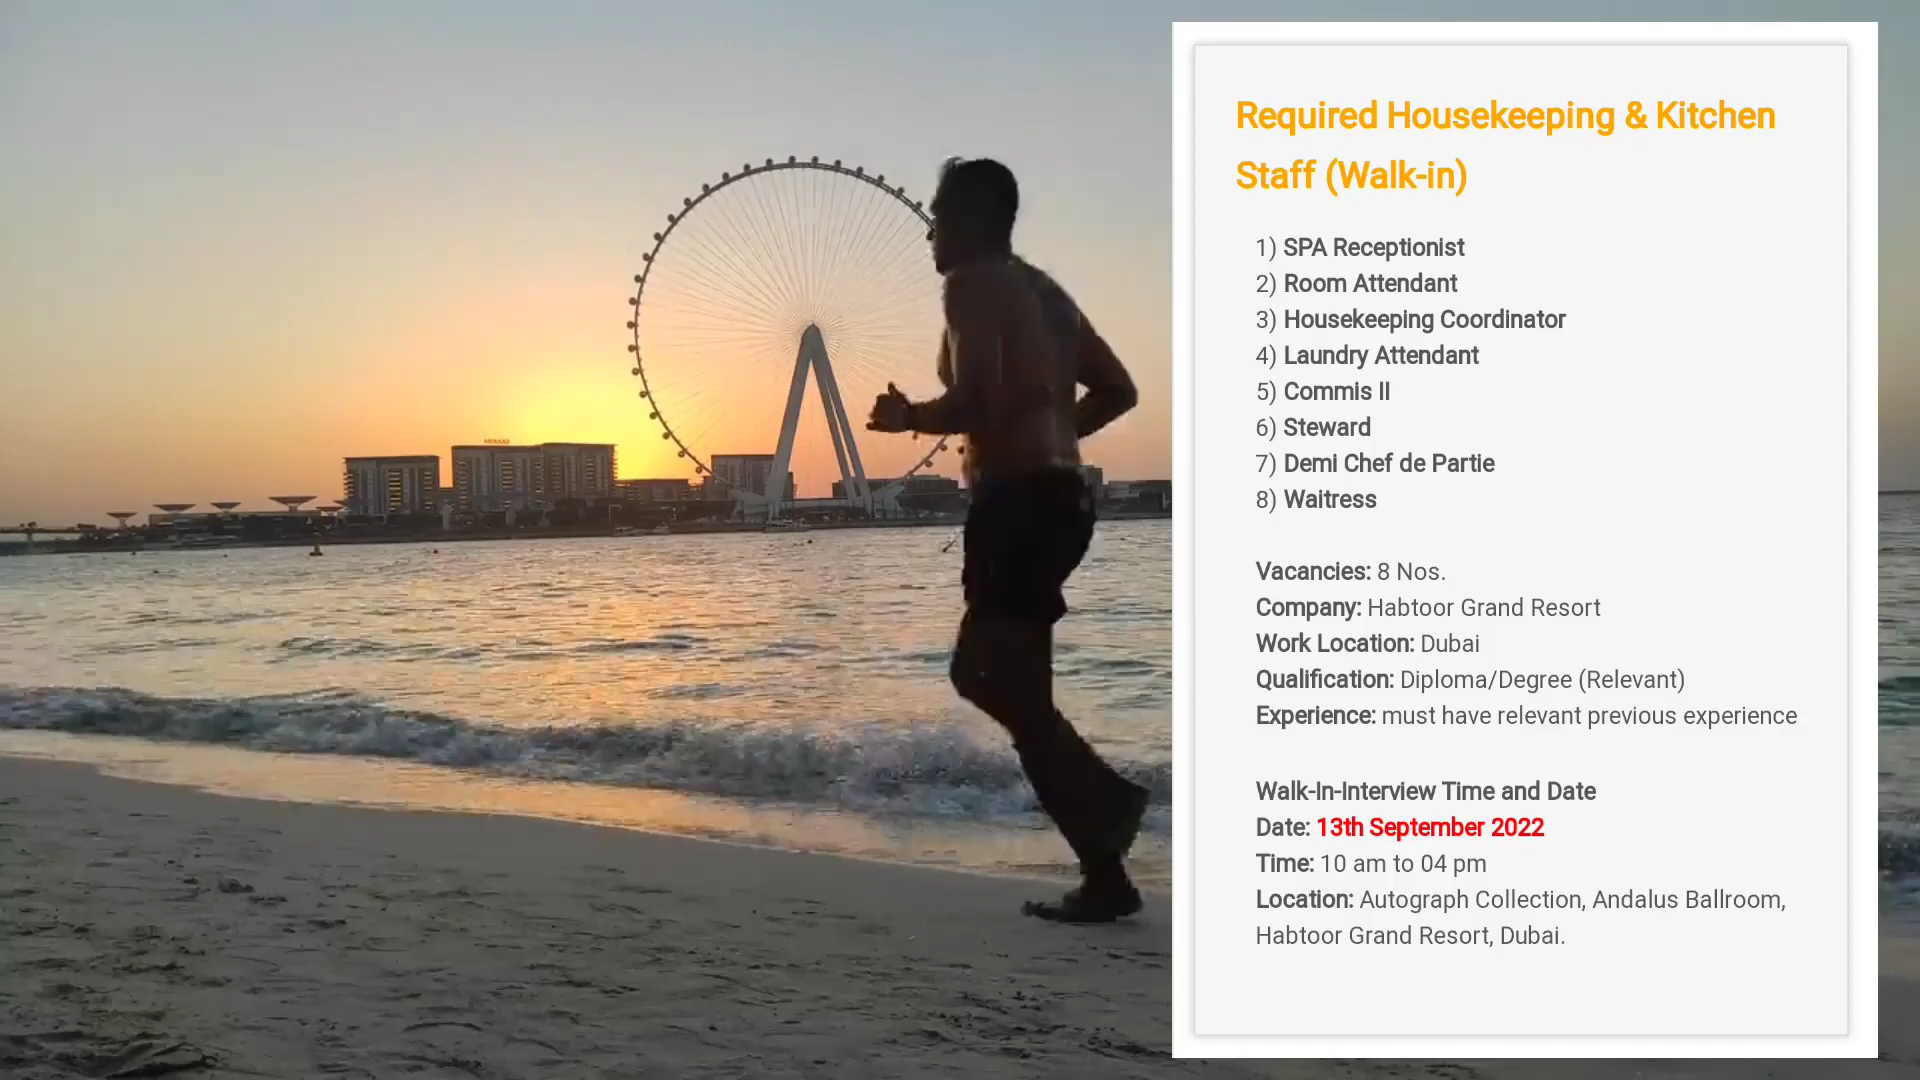 Required Housekeeping & Kitchen
Staff (Walk-in)
1) SPA Receptionist
2) Room Attendant
3) Housekeeping Coordinator
4) Laundry Attendant
5) Commis II
6) Steward
7) Demi Chef de Partie
8) Waitress
Vacancies: 8 Nos.
Company: Habtoor Grand Resort
Work Location: Dubai
Qualification: Diploma/Degree (Relevant)
Experience: must have relevant previous experience
Walk-In-Interview Time and Date
Date: 13th September 2022
Time: 10 am to 04 pm
Location: Autograph Collection, Andalus Ballroom,
Habtoor Grand Resort, Dubai.